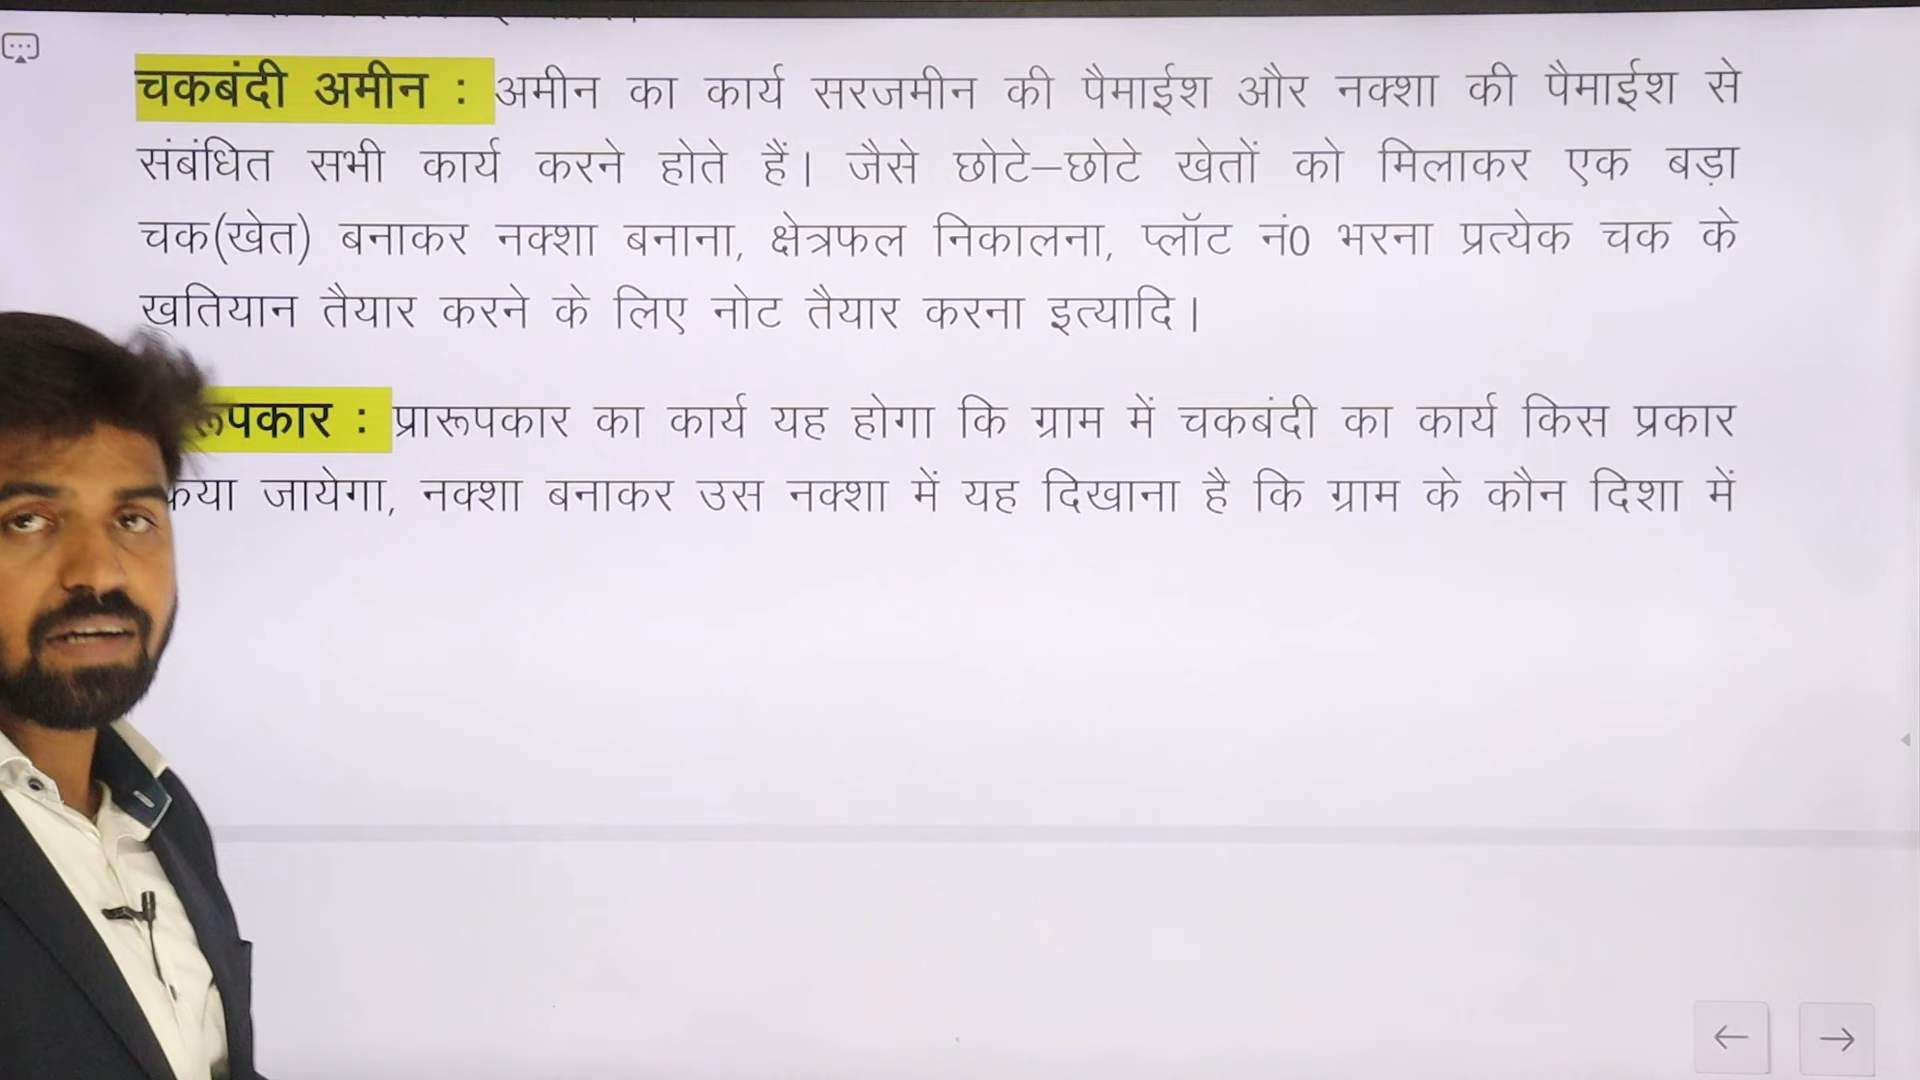 चकबंदी अमीन : अमीन का कार्य सरजमीन की पैमाईश और नक्शा की पैमाईश से
संबंधित सभी कार्य करने होते हैं। जैसे छोटे–छोटे खेतों को मिलाकर एक बड़ा
चक(खेत) बनाकर नक्शा बनाना, क्षेत्रफल निकालना, प्लॉट नं0 भरना प्रत्येक चक के
खतियान तैयार करने के लिए नोट तैयार करना इत्यादि।
प्रारूपकार का कार्य यह होगा कि ग्राम में चकबंदी का कार्य किस प्रकार
जायेगा, नक्शा बनाकर उस नक्शा में यह दिखाना है कि ग्राम के कौन दिशा में